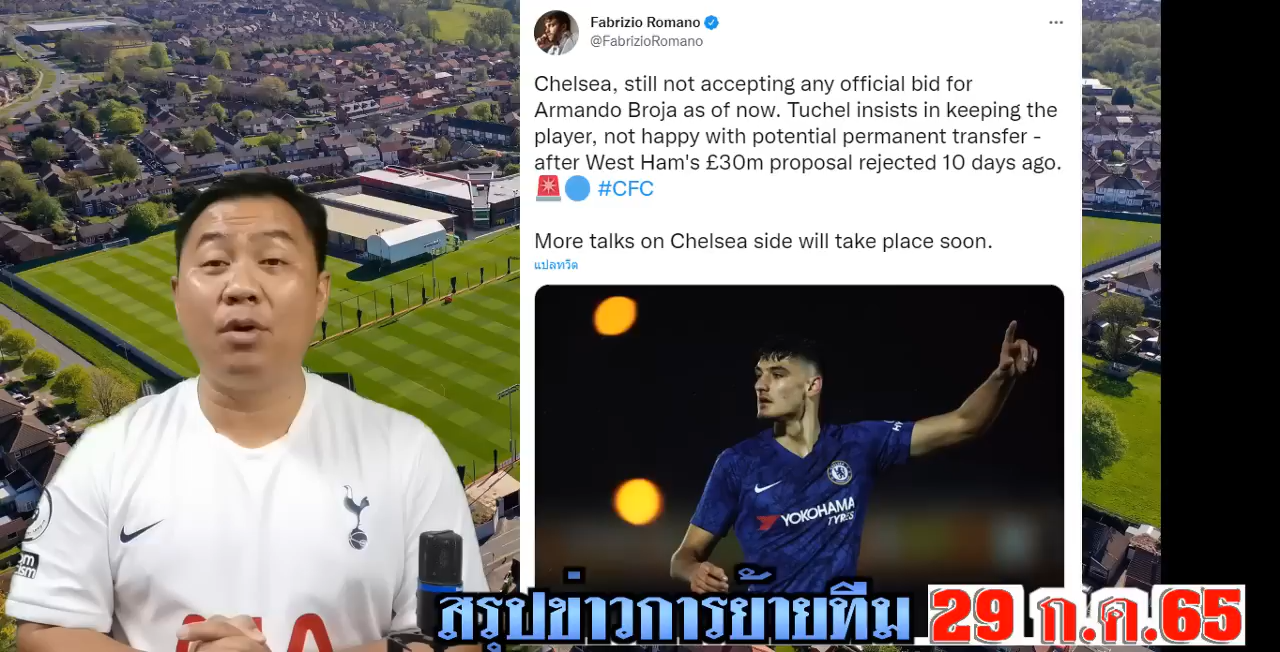 Fabrizio Romano
@FabrizioRomano
Chelsea, still not accepting any official bid for
Armando Broja as of now. Tuchel insists in keeping the
player, not happy with potential permanent transfer -
after West Ham's £30m proposal rejected 10 days ago.
🚨🔵 #CFC
More talks on Chelsea side will take place soon.
แปลทวีต
YOKOHAMA
TYRES
AIA
สรุปข่าวการย้ายทีม 29 ก.ค.65